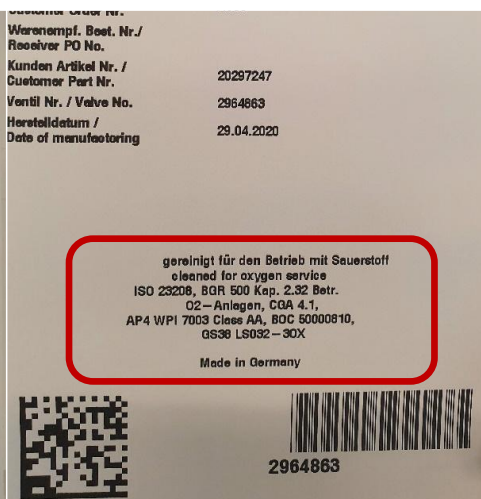 Customer Order Nr.
Warenempf. Best. Nr./
Receiver PO No.
Kunden Artikel Nr. /
Customer Part Nr.
20297247
Ventil Nr. / Valve No.
2964863
Herstelldatum /
Date of manufactoring
29.04.2020
gereinigt für den Betrieb mit Sauerstoff
cleaned for oxygen service
ISO 23208, BGR 500 Kap. 2.32 Betr.
O2-Anlagen, CGA 4.1,
AP4 WPI 7003 Class AA, BOC 50000810,
GS38 LS032-30X
Made in Germany
2964863